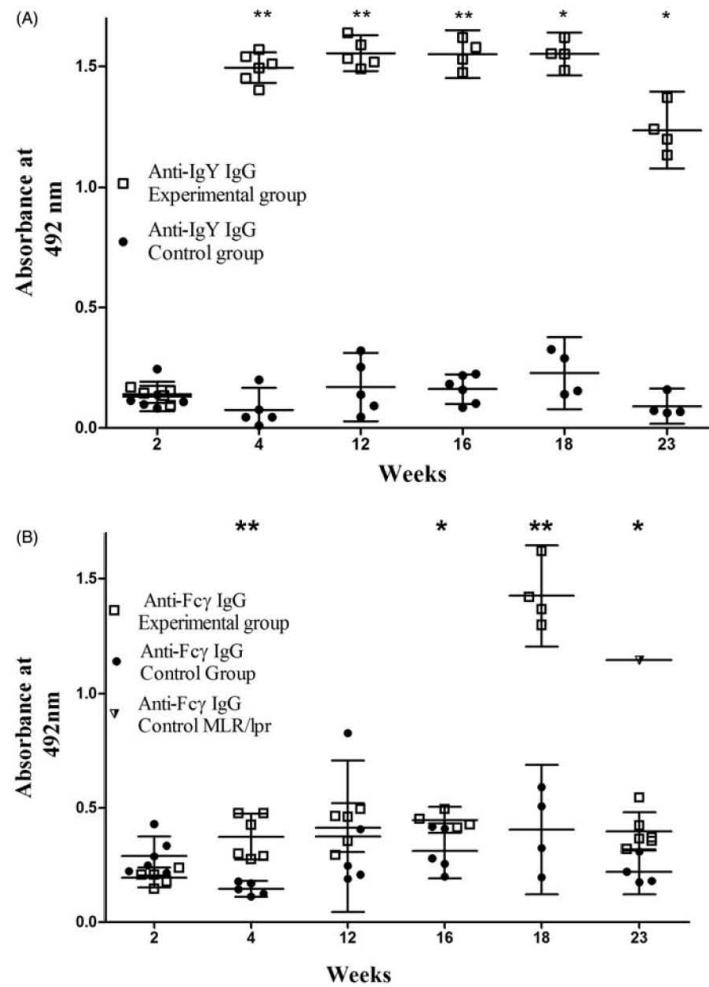 (A)
** ** ** * *
1.5
1.0
0.5
0.0
Absorbance at
492 nm
Anti-IgY IgG
Experimental group
Anti-IgY IgG
Control group
2 4 12 16 18 23
Weeks
(B)
** * ** *
1.5
1.0
0.5
0.0
Absorbance at
492nm
Anti-Fcγ IgG
Experimental group
Anti-Fcγ IgG
Control Group
Anti-Fcγ IgG
Control MLR/lpr
2 4 12 16 18 23
Weeks